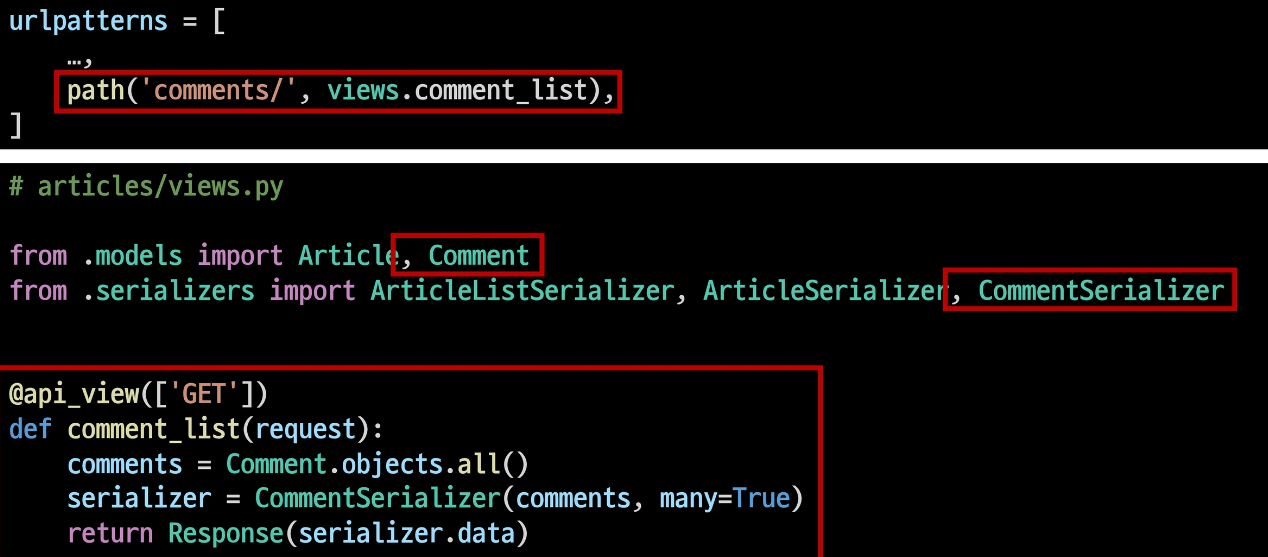 urlpatterns = [
    …,
    path('comments/', views.comment_list),
]
# articles/views.py
from .models import Article, Comment
from .serializers import ArticleListSerializer, ArticleSerializer, CommentSerializer
@api_view(['GET'])
def comment_list(request):
    comments = Comment.objects.all()
    serializer = CommentSerializer(comments, many=True)
    return Response(serializer.data)